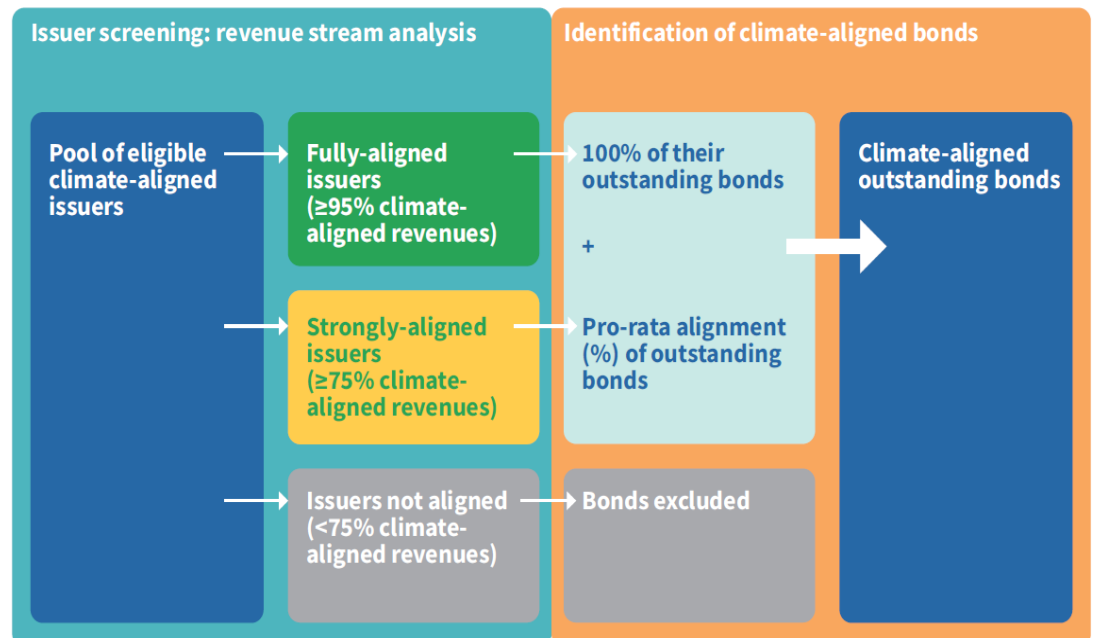 Issuer screening: revenue stream analysis
Identification of climate-aligned bonds
Pool of eligible
climate-aligned
issuers
Fully-aligned
issuers
(≥95% climate-
aligned revenues)
100% of their
outstanding bonds
+
Pro-rata alignment
(%) of outstanding
bonds
Climate-aligned
outstanding bonds
Strongly-aligned
issuers
(≥75% climate-
aligned revenues)
Issuers not aligned
(<75% climate-
aligned revenues)
Bonds excluded